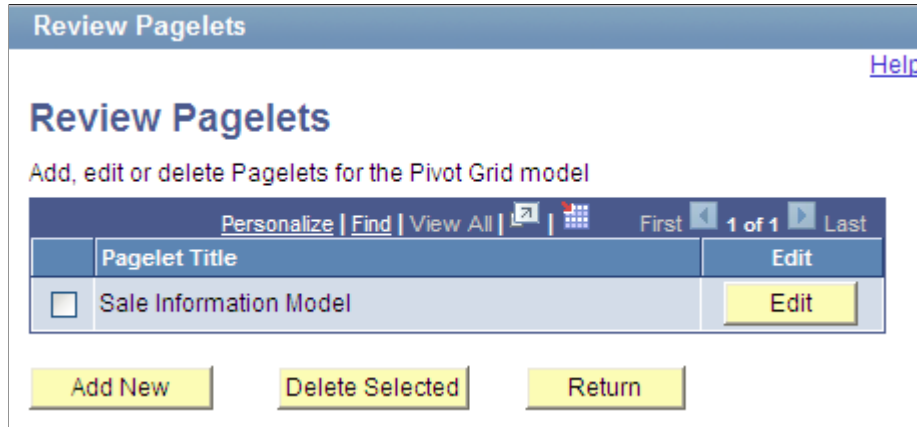 Review Pagelets
Help
Review Pagelets
Add, edit or delete Pagelets for the Pivot Grid model
Personalize | Find | View All | | First 1 of 1 Last
Pagelet Title Edit
Sale Information Model Edit
Add New Delete Selected Return